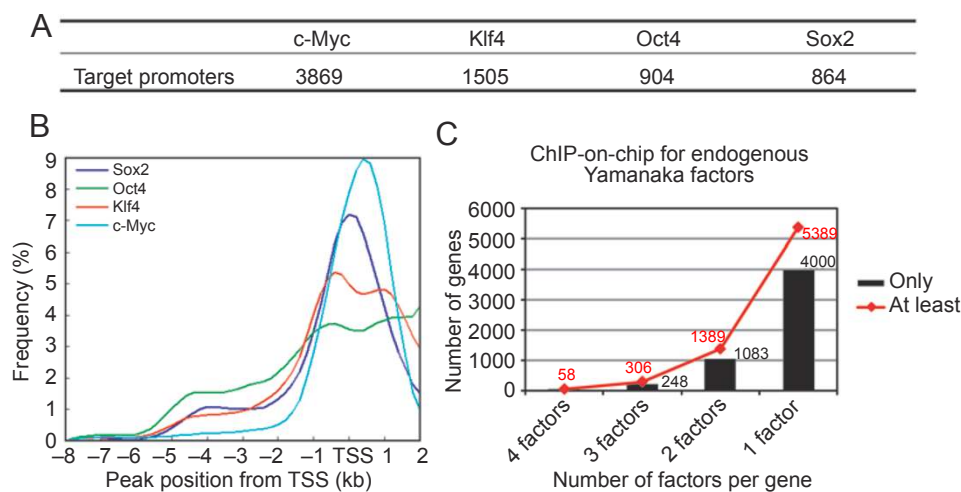 A
c-Myc Klf4 Oct4 Sox2
Target promoters 3869 1505 904 864
B
9
8
7
6
5
4
3
2
1
0
Frequency (%)
Sox2
Oct4
Klf4
c-Myc
–8 –7 –6 –5 –4 –3 –2 –1 TSS 1 2
Peak position from TSS (kb)
C
ChIP-on-chip for endogenous
Yamanaka factors
6000
5000
4000
3000
2000
1000
0
Number of genes
58
306
248
1389
1083
5389
4000
4 factors
3 factors
2 factors
1 factor
Number of factors per gene
Only
At least